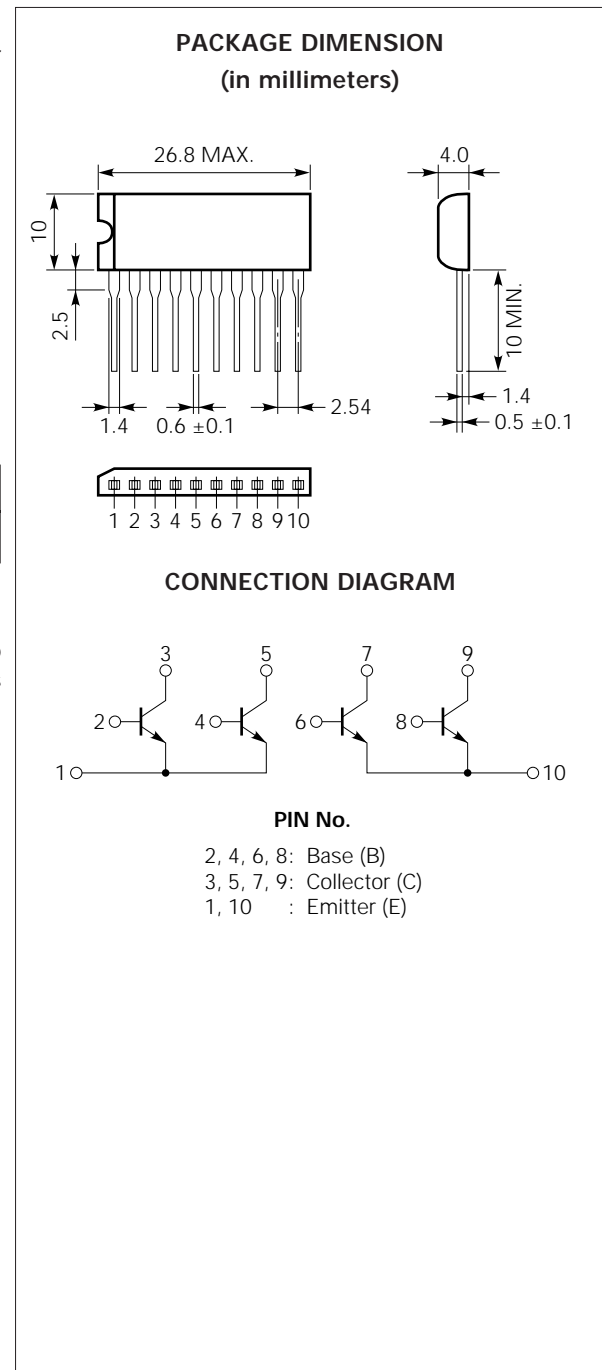 PACKAGE DIMENSION
(in millimeters)
26.8 MAX.
4.0
10
2.5
10 MIN.
2.54
1.4
1.4
0.6 ±0.1
0.5 ±0.1
1 2 3 4 5 6 7 8 9 10
CONNECTION DIAGRAM
3 5 7 9
2 4 6 8
1 10
PIN No.
2, 4, 6, 8: Base (B)
3, 5, 7, 9: Collector (C)
1, 10 : Emitter (E)